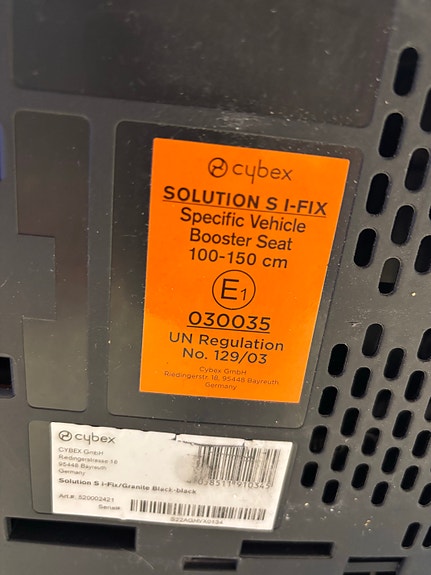 cybex
SOLUTION S I-FIX
Specific Vehicle
Booster Seat
100-150 cm
E1
030035
UN Regulation
No. 129/03
Cybex GmbH
Riedingerstr 18, 95448 Bayreuth
Germany
cybex
CYBEX GmbH
Riedingerstrasse 18
95448 Bayreuth
Germany
Solution S i-Fix/Granite Black-black
Art.#: 520002421
Serial#: